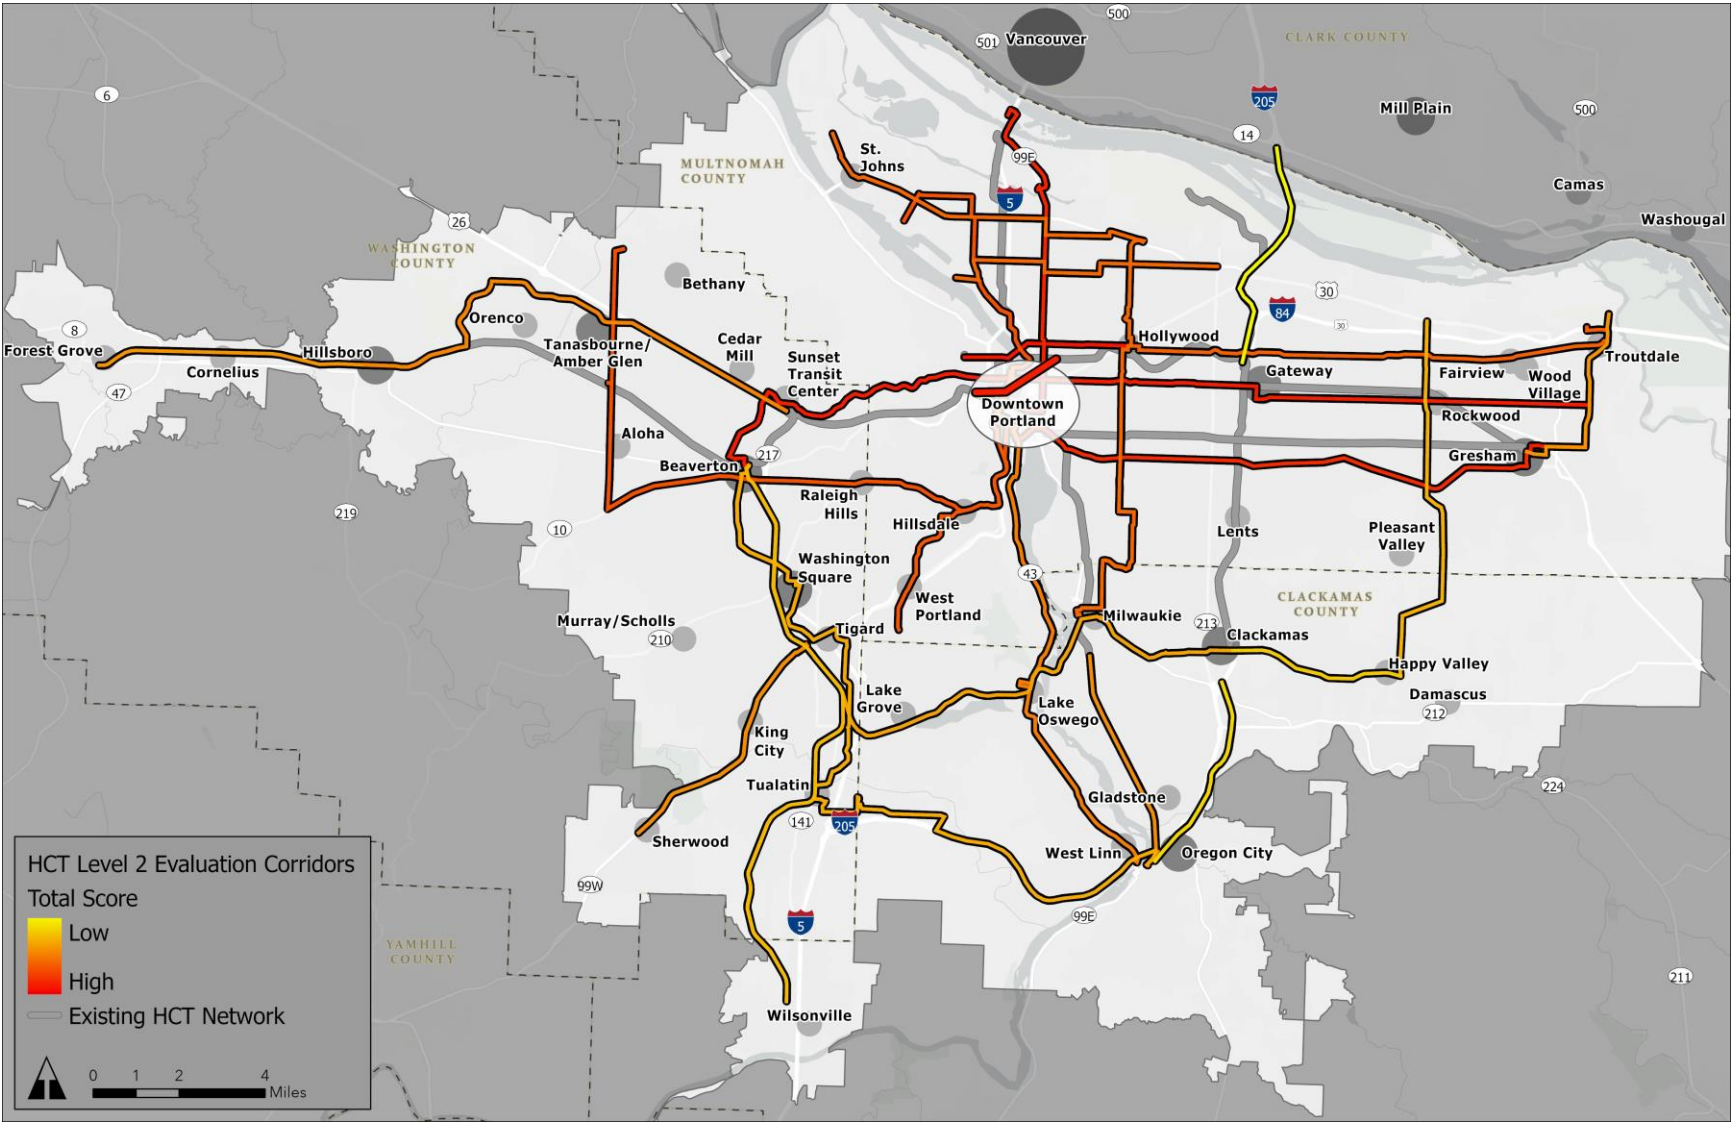 500
501
Vancouver
CLARK COUNTY
205
6
Mill Plain
500
14
St.
Johns
99E
MULTNOMAH
COUNTY
5
Camas
Washougal
26
WASHINGTON
COUNTY
Bethany
30
84
30
8
Orenco
Forest Grove
Cornelius
Hillsboro
Tanasbourne/
Amber Glen
Cedar
Mill
Sunset
Transit
Center
Hollywood
Troutdale
Gateway
Fairview
Wood
Village
47
Downtown
Portland
Rockwood
Aloha
217
Beaverton
Gresham
Raleigh
Hills
219
10
Hillsdale
Lents
Pleasant
Valley
Washington
Square
43
West
Portland
CLACKAMAS
COUNTY
Murray/Scholls
210
Tigard
Milwaukie
213
Clackamas
Happy Valley
Damascus
212
Lake
Grove
Lake
Oswego
King
City
Tualatin
Gladstone
224
141
205
Sherwood
West Linn
Oregon City
99W
99E
5
YAMHILL
COUNTY
211
Wilsonville
HCT Level 2 Evaluation Corridors
Total Score
Low
High
Existing HCT Network
0 1 2 4
Miles